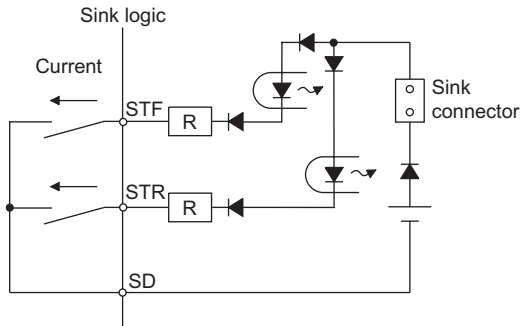 Sink logic
Current
STF
R
Sink
connector
STR
R
SD